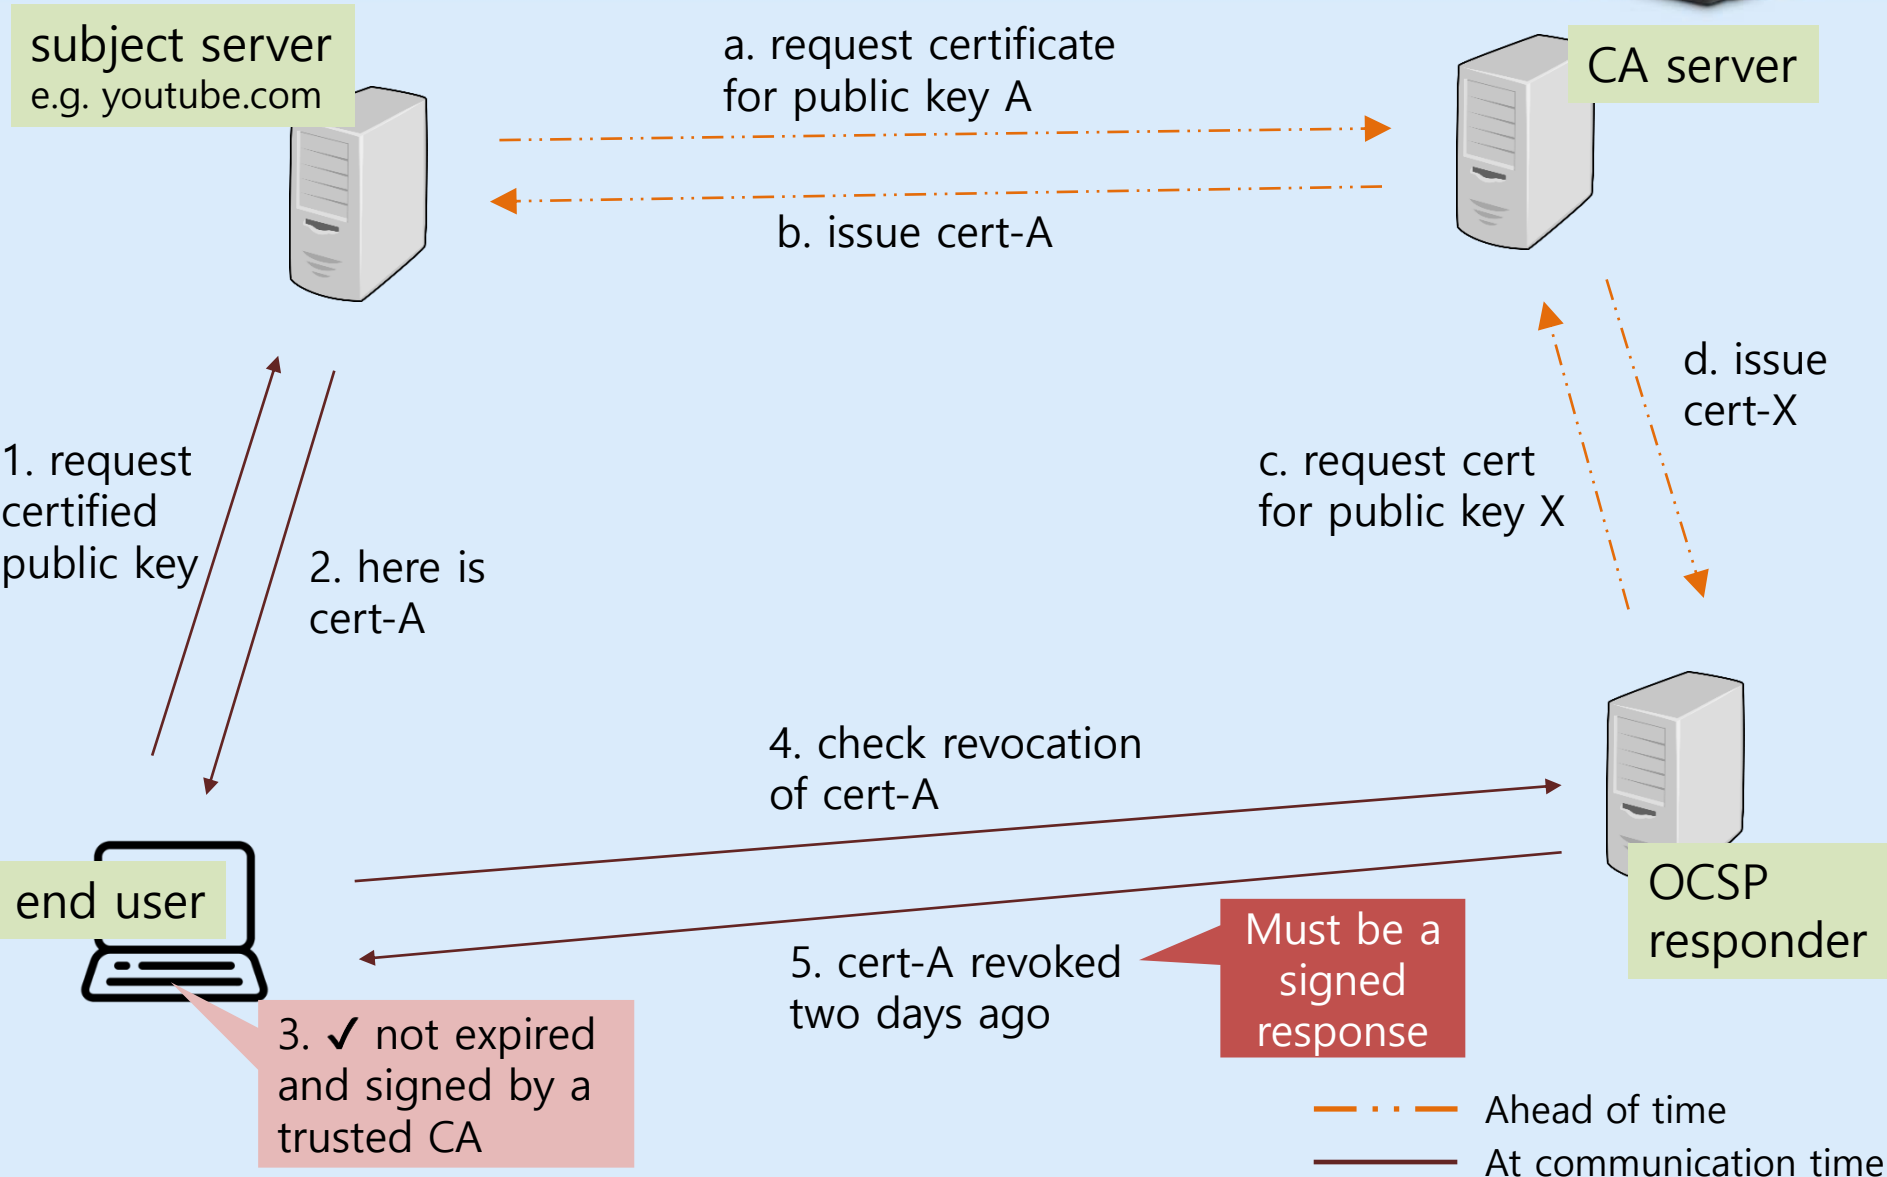 subject server
e.g. youtube.com
a. request certificate
for public key A
CA server
b. issue cert-A
d. issue
cert-X
1. request
certified
public key
c. request cert
for public key X
2. here is
cert-A
4. check revocation
of cert-A
end user
OCSP
responder
5. cert-A revoked
two days ago
Must be a
signed
response
3. ✓ not expired
and signed by a
trusted CA
Ahead of time
At communication time